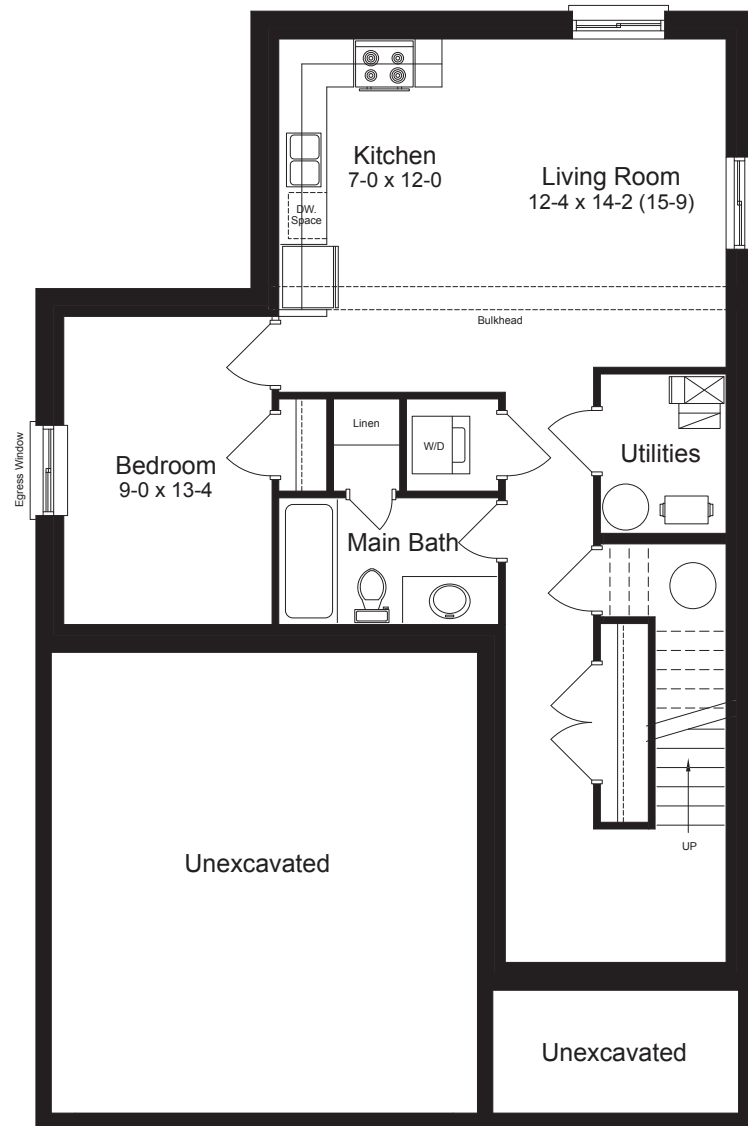 Kitchen
7-0 x 12-0
Living Room
12-4 x 14-2 (15-9)
DW.
Space
Bulkhead
Egress Window
Bedroom
9-0 x 13-4
Linen
W/D
Utilities
Main Bath
UP
Unexcavated
Unexcavated